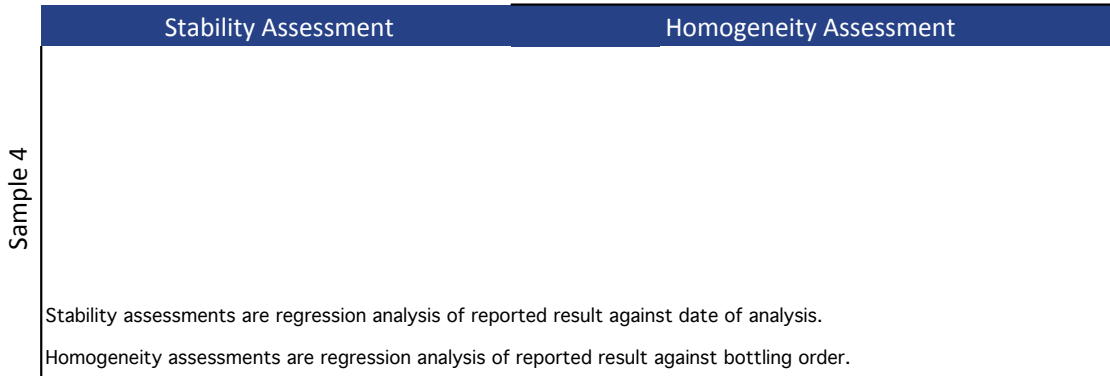 Stability Assessment
Homogeneity Assessment
Sample 4
Stability assessments are regression analysis of reported result against date of analysis.
Homogeneity assessments are regression analysis of reported result against bottling order.